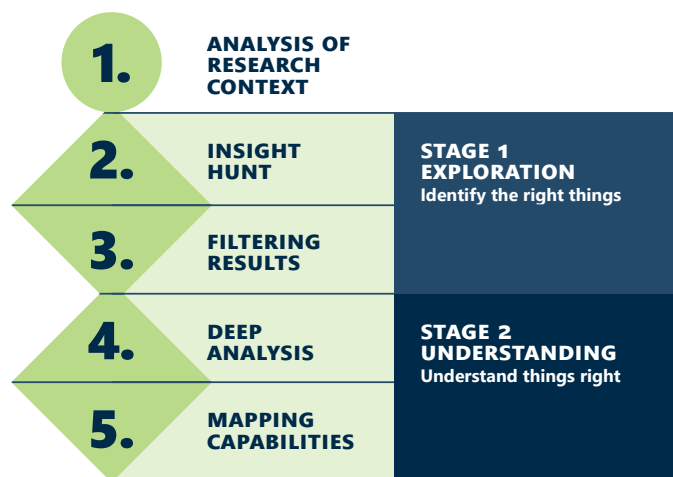 1.
ANALYSIS OF
RESEARCH
CONTEXT
2.
INSIGHT
HUNT
STAGE 1
EXPLORATION
Identify the right things
3.
FILTERING
RESULTS
4.
DEEP
ANALYSIS
STAGE 2
UNDERSTANDING
Understand things right
5.
MAPPING
CAPABILITIES